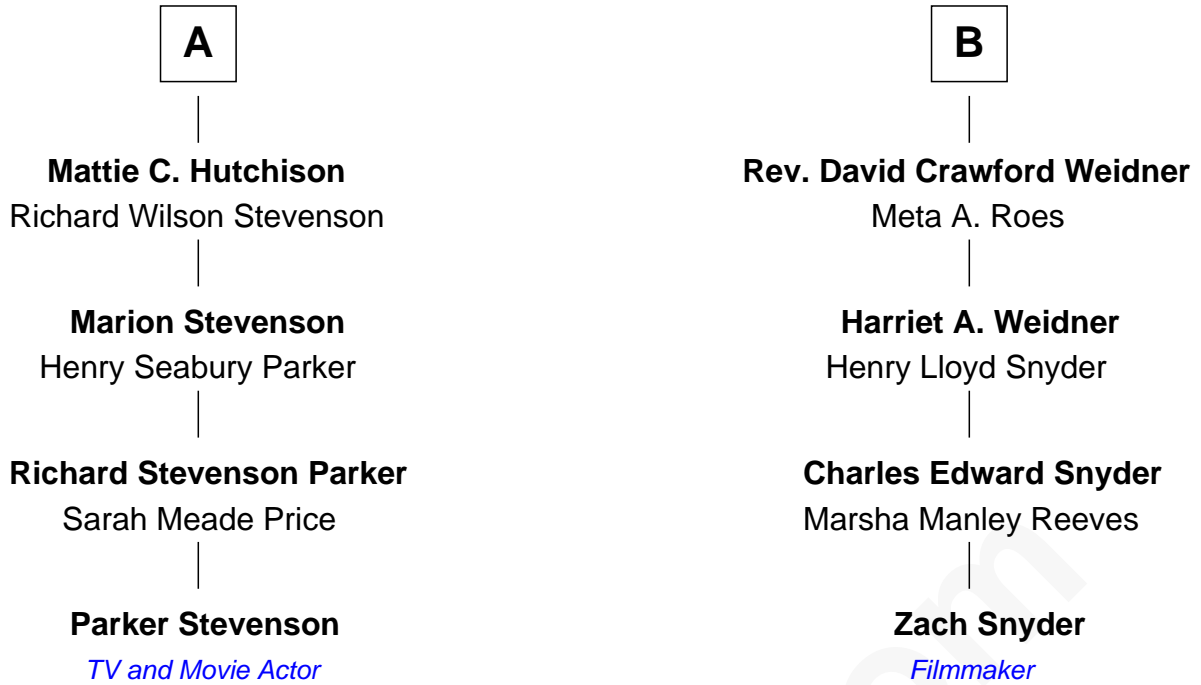 A
Mattie C. Hutchison
Richard Wilson Stevenson
Marion Stevenson
Henry Seabury Parker
Richard Stevenson Parker
Sarah Meade Price
Parker Stevenson
TV and Movie Actor
B
Rev. David Crawford Weidner
Meta A. Roes
Harriet A. Weidner
Henry Lloyd Snyder
Charles Edward Snyder
Marsha Manley Reeves
Zach Snyder
Filmmaker
om